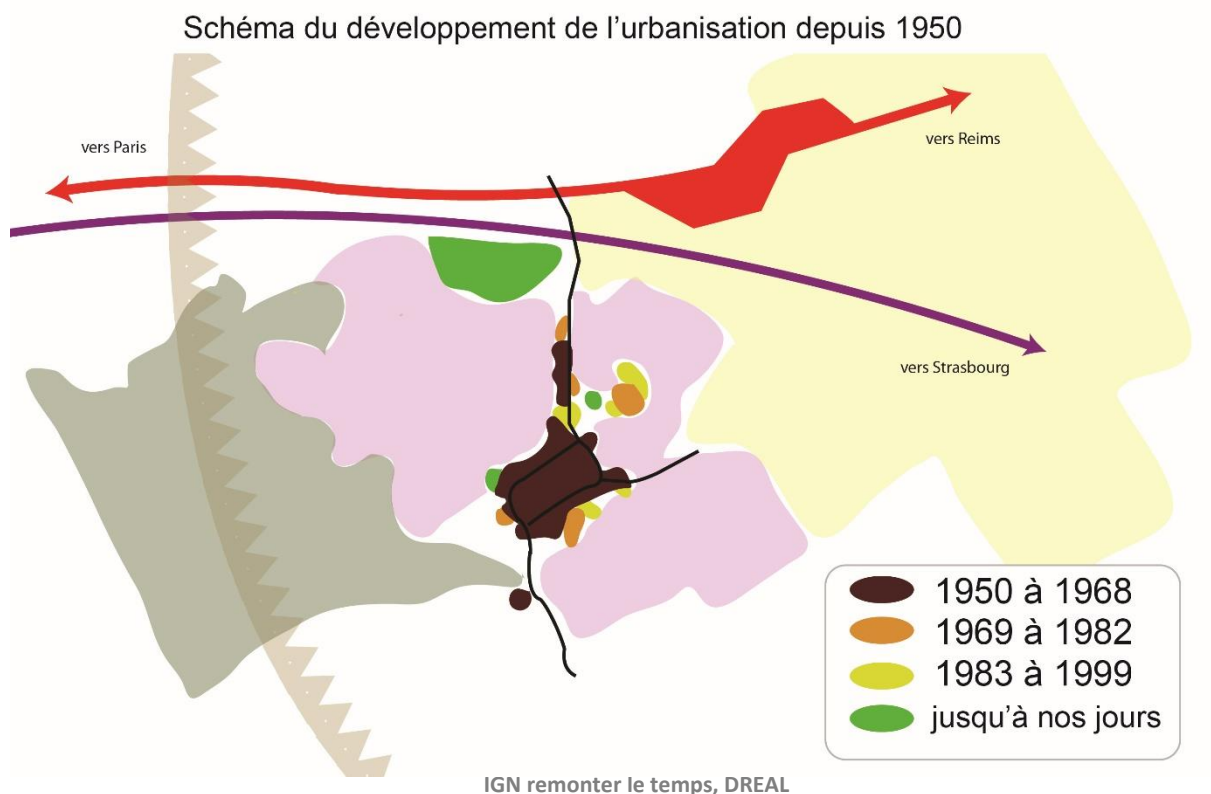 Schéma du développement de l'urbanisation depuis 1950
vers Paris
vers Reims
vers Strasbourg
1950 à 1968
1969 à 1982
1983 à 1999
jusqu'à nos jours
IGN remonter le temps, DREAL